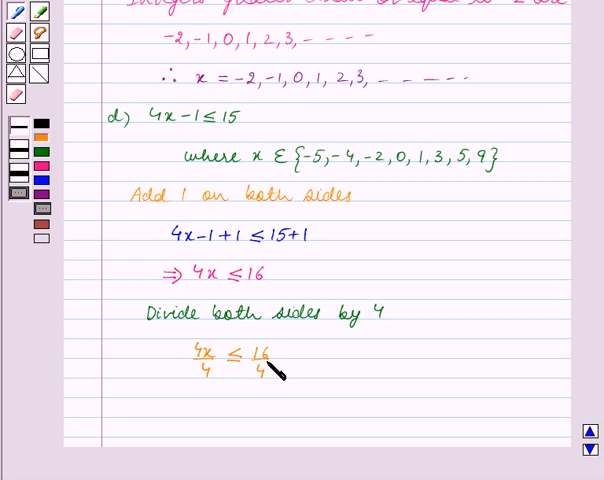 -2, -1, 0, 1, 2, 3, - - - - -
∴ x = -2, -1, 0, 1, 2, 3, - - - - - -
d) 4x-1 ≤ 15
where x ∈ {-5, -4, -2, 0, 1, 3, 5, 9}
Add 1 on both sides
4x-1+1 ≤ 15+1
⇒ 4x ≤ 16
Divide both sides by 4
4x/4 ≤ 16/4